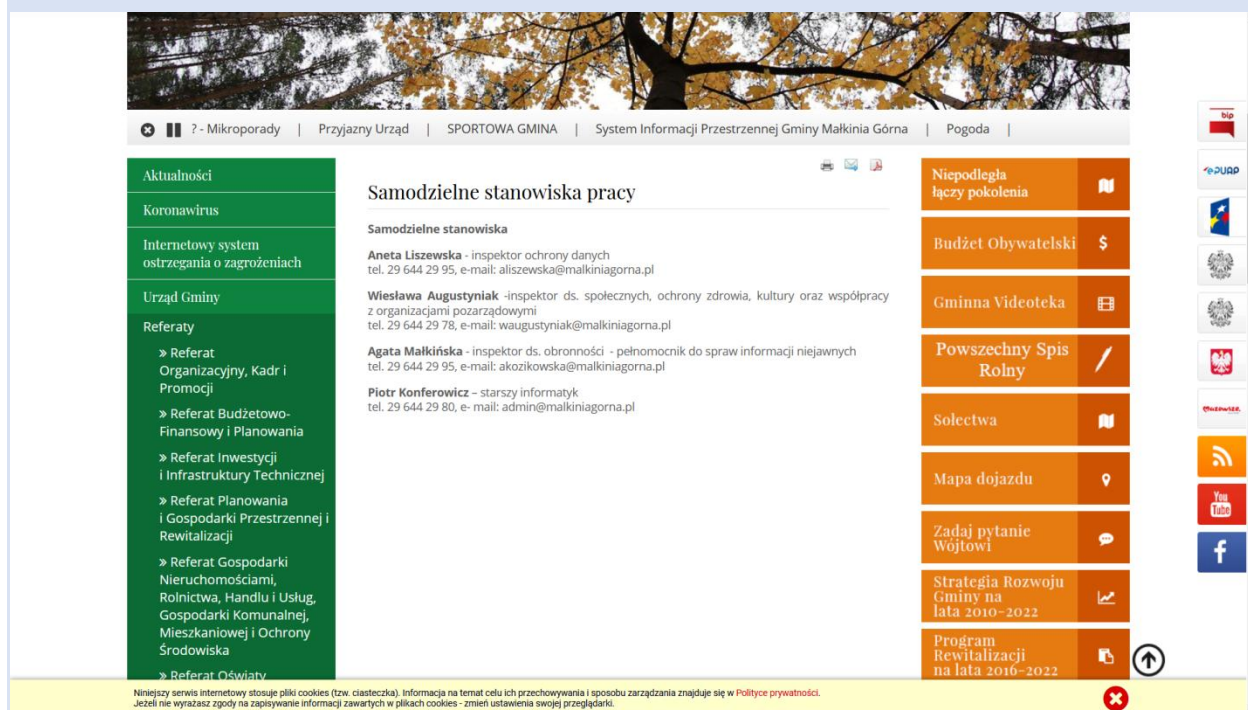 ? - Mikroporady | Przyjazny Urząd | SPORTOWA GMINA | System Informacji Przestrzennej Gminy Małkinia Górna | Pogoda |
Aktualności
Koronawirus
Internetowy system
ostrzegania o zagrożeniach
Urząd Gminy
Referaty
» Referat
Organizacyjny, Kadr i
Promocji
» Referat Budżetowo-
Finansowy i Planowania
» Referat Inwestycji
i Infrastruktury Technicznej
» Referat Planowania
i Gospodarki Przestrzennej i
Rewitalizacji
» Referat Gospodarki
Nieruchomościami,
Rolnictwa, Handlu i Usług,
Gospodarki Komunalnej,
Mieszkaniowej i Ochrony
Środowiska
» Referat Oświaty
Samodzielne stanowiska pracy
Samodzielne stanowiska
Aneta Liszewska - inspektor ochrony danych
tel. 29 644 29 95, e-mail: aliszewska@malkiniagorna.pl
Wiesława Augustyniak -inspektor ds. społecznych, ochrony zdrowia, kultury oraz współpracy
z organizacjami pozarządowymi
tel. 29 644 29 78, e-mail: waugustyniak@malkiniagorna.pl
Agata Małkińska - inspektor ds. obronności - pełnomocnik do spraw informacji niejawnych
tel. 29 644 29 95, e-mail: akozikowska@malkiniagorna.pl
Piotr Konferowicz – starszy informatyk
tel. 29 644 29 80, e- mail: admin@malkiniagorna.pl
Niepodległa
łączy pokolenia
Budżet Obywatelski
Gminna Videoteka
Powszechny Spis
Rolny
Sołectwa
Mapa dojazdu
Zadaj pytanie
Wójtowi
Strategia Rozwoju
Gminy na
lata 2010-2022
Program
Rewitalizacji
na lata 2016-2022
bip
ePUAP
Mazowsze.
You
Tube
f
Niniejszy serwis internetowy stosuje pliki cookies (tzw. ciasteczka). Informacja na temat celu ich przechowywania i sposobu zarządzania znajduje się w Polityce prywatności.
Jeżeli nie wyrażasz zgody na zapisywanie informacji zawartych w plikach cookies - zmień ustawienia swojej przeglądarki.